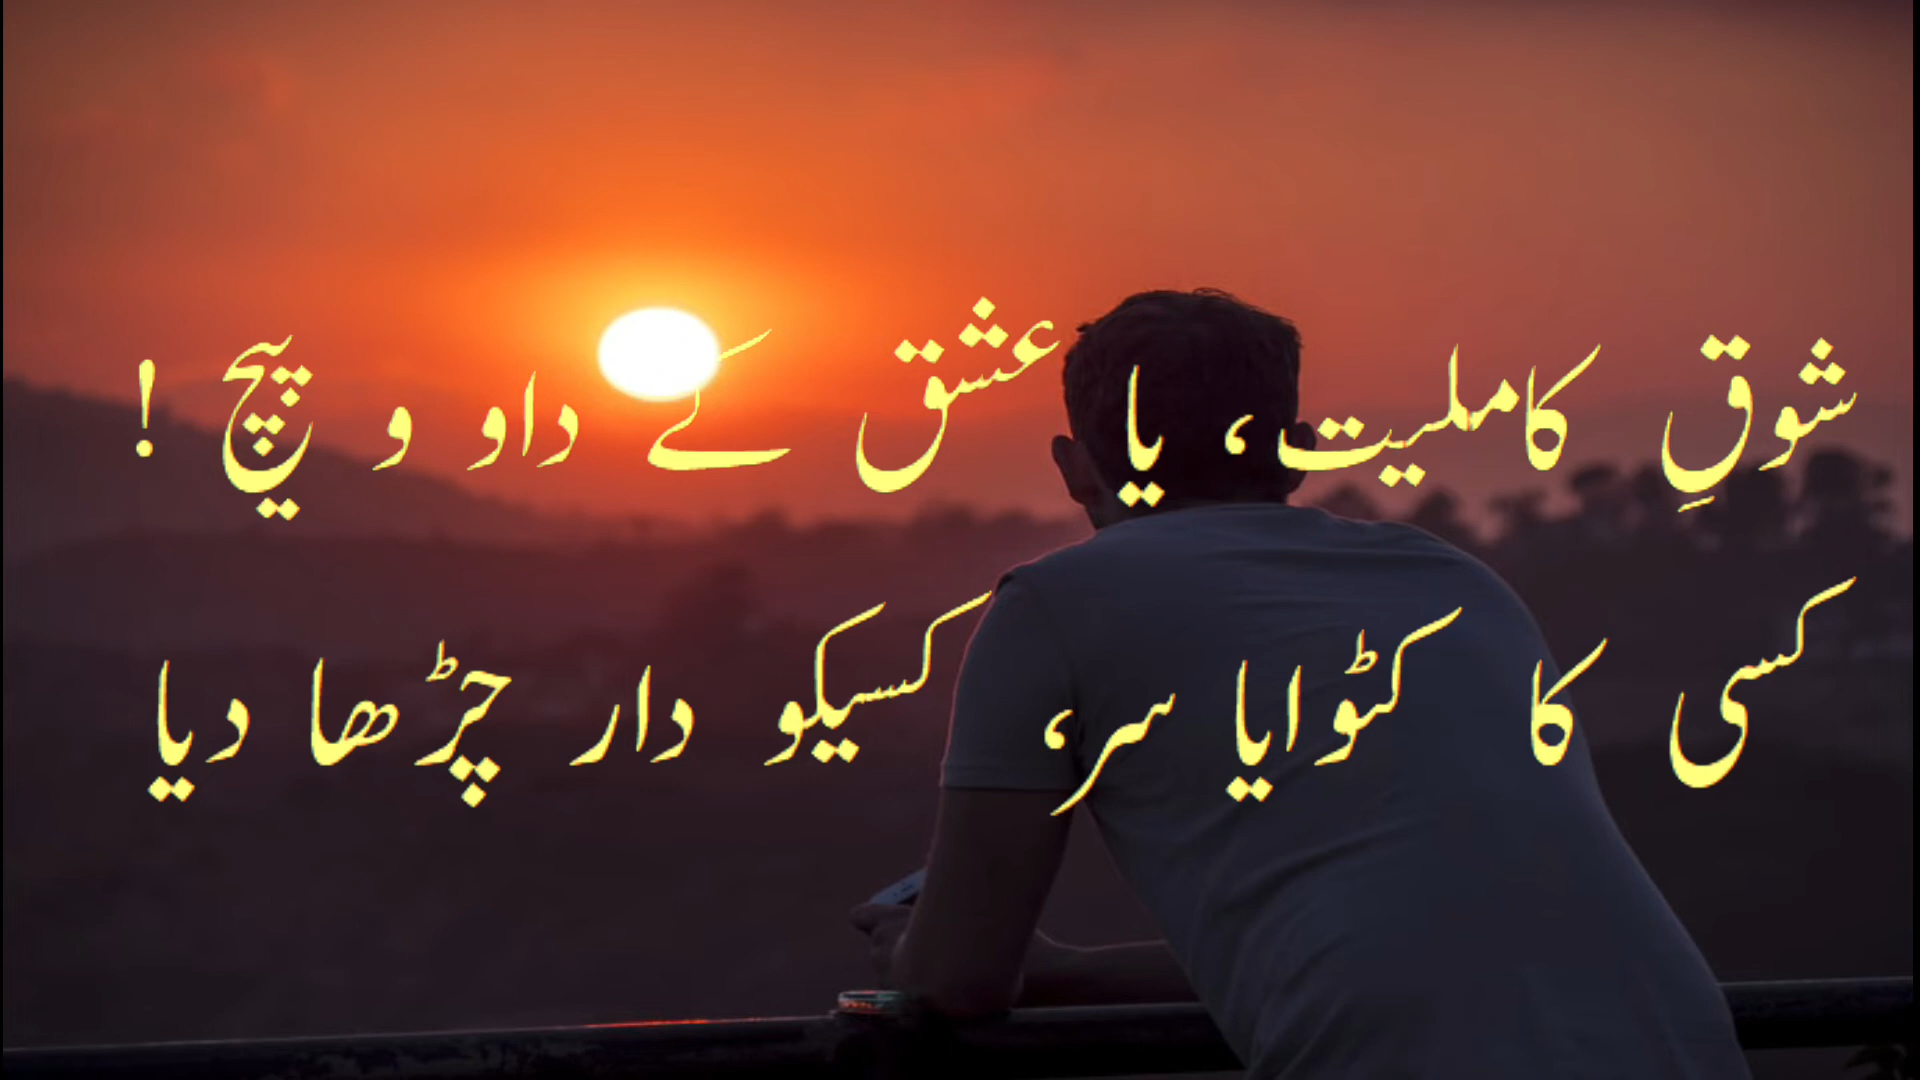 شوقِ کاملیت، یا عشق کے داو و پیچ !
کسی کا کٹوایا سر، کسیکو دار چڑھا دیا